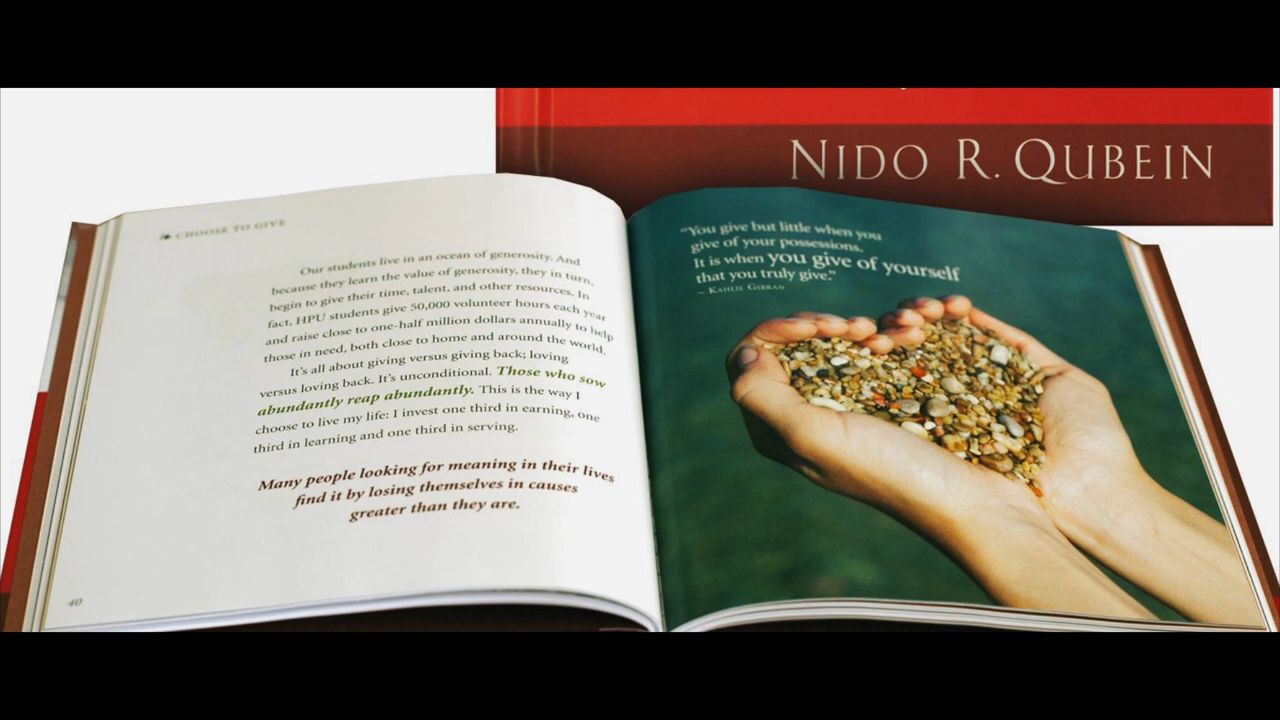 NIDO R. QUBEIN
CHOOSE TO GIVE
Our students live in an ocean of generosity. And
because they learn the value of generosity, they in turn,
begin to give their time, talent, and other resources. In
fact, HPU students give 50,000 volunteer hours each year
and raise close to one-half million dollars annually to help
those in need, both close to home and around the world.
It's all about giving versus giving back; loving
versus loving back. It's unconditional. Those who sow
abundantly reap abundantly. This is the way I
choose to live my life: I invest one third in earning, one
third in learning and one third in serving.
Many people looking for meaning in their lives
find it by losing themselves in causes
greater than they are.
40
"You give but little when you
give of your possessions.
It is when you give of yourself
that you truly give."
– KAHLIL GIBRAN